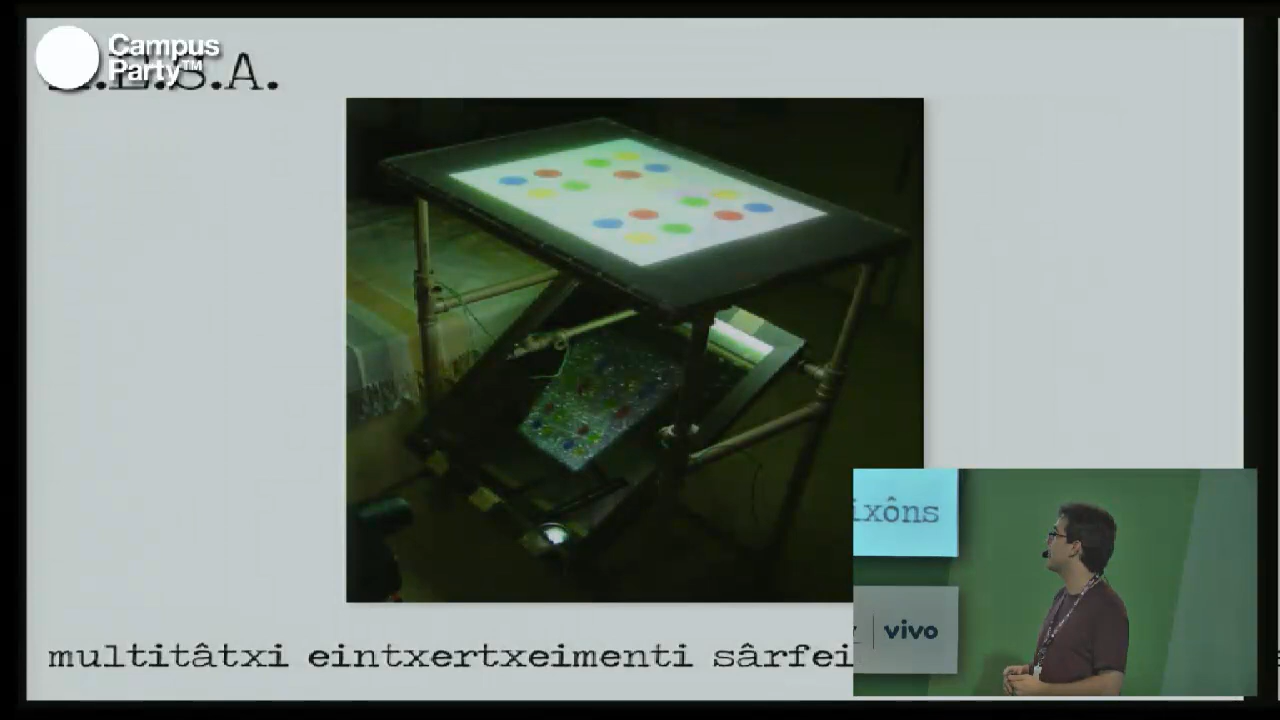 Campus
Party™
.E.S.A.
ixôns
vivo
multitâtxi eintxertxeimenti sârfei